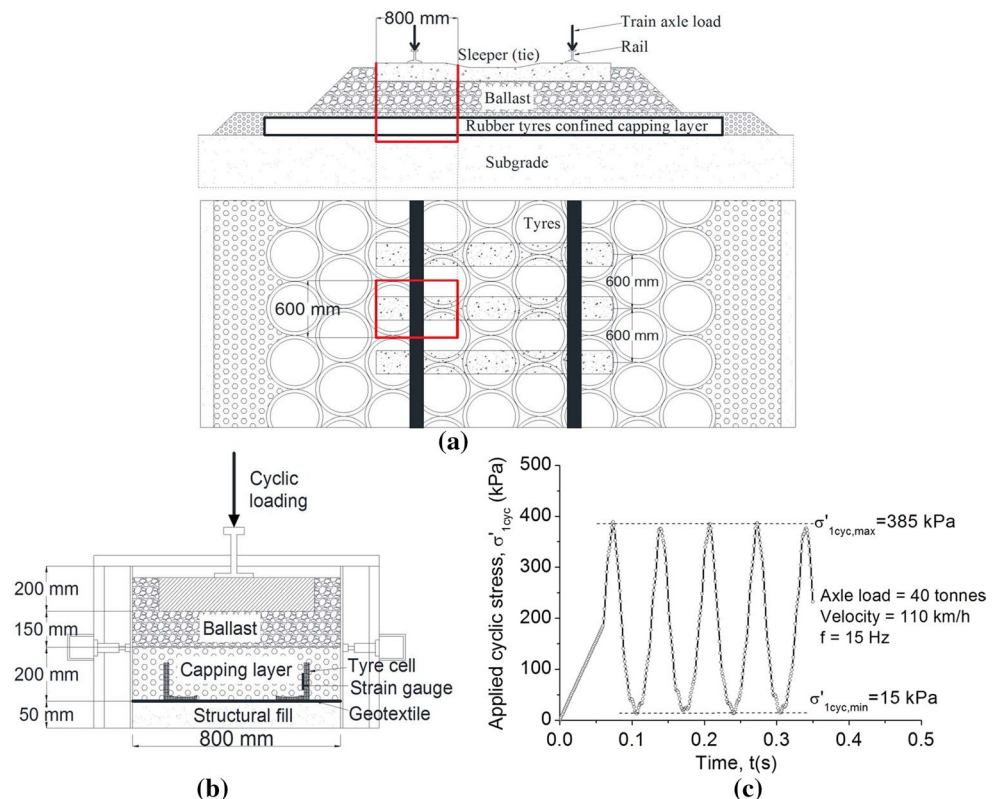 800 mm
Train axle load
Rail
Sleeper (tie)
Ballast
Rubber tyres confined capping layer
Subgrade
Tyres
600 mm
600 mm
600 mm
(a)
Cyclic
loading
200 mm
150 mm
200 mm
50 mm
Ballast
Capping layer
Tyre cell
Strain gauge
Geotextile
Structural fill
800 mm
(b)
Applied cyclic stress, σ'1cyc (kPa)
500
400
300
200
100
0
σ'1cyc,max=385 kPa
Axle load = 40 tonnes
Velocity = 110 km/h
f = 15 Hz
σ'1cyc,min=15 kPa
0.0 0.1 0.2 0.3 0.4 0.5
Time, t(s)
(c)